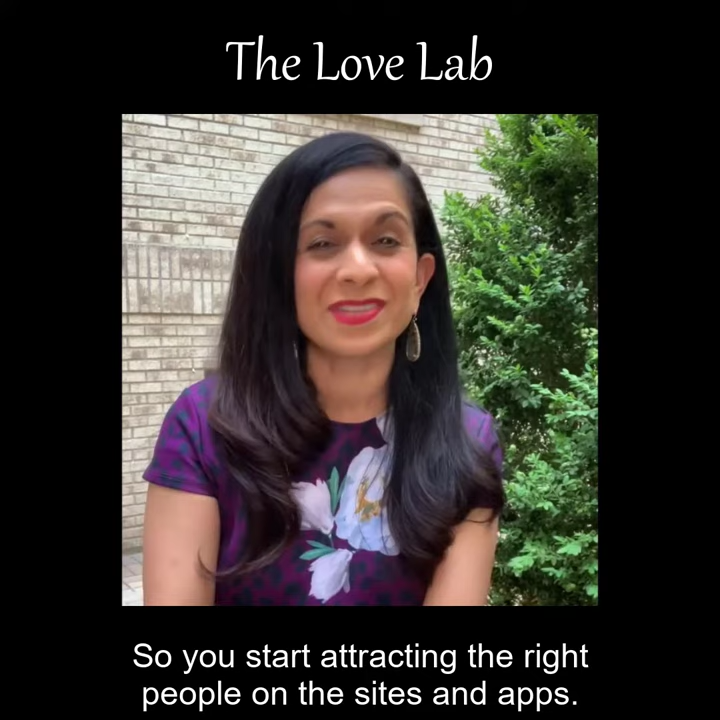 The Love Lab
So you start attracting the right
people on the sites and apps.